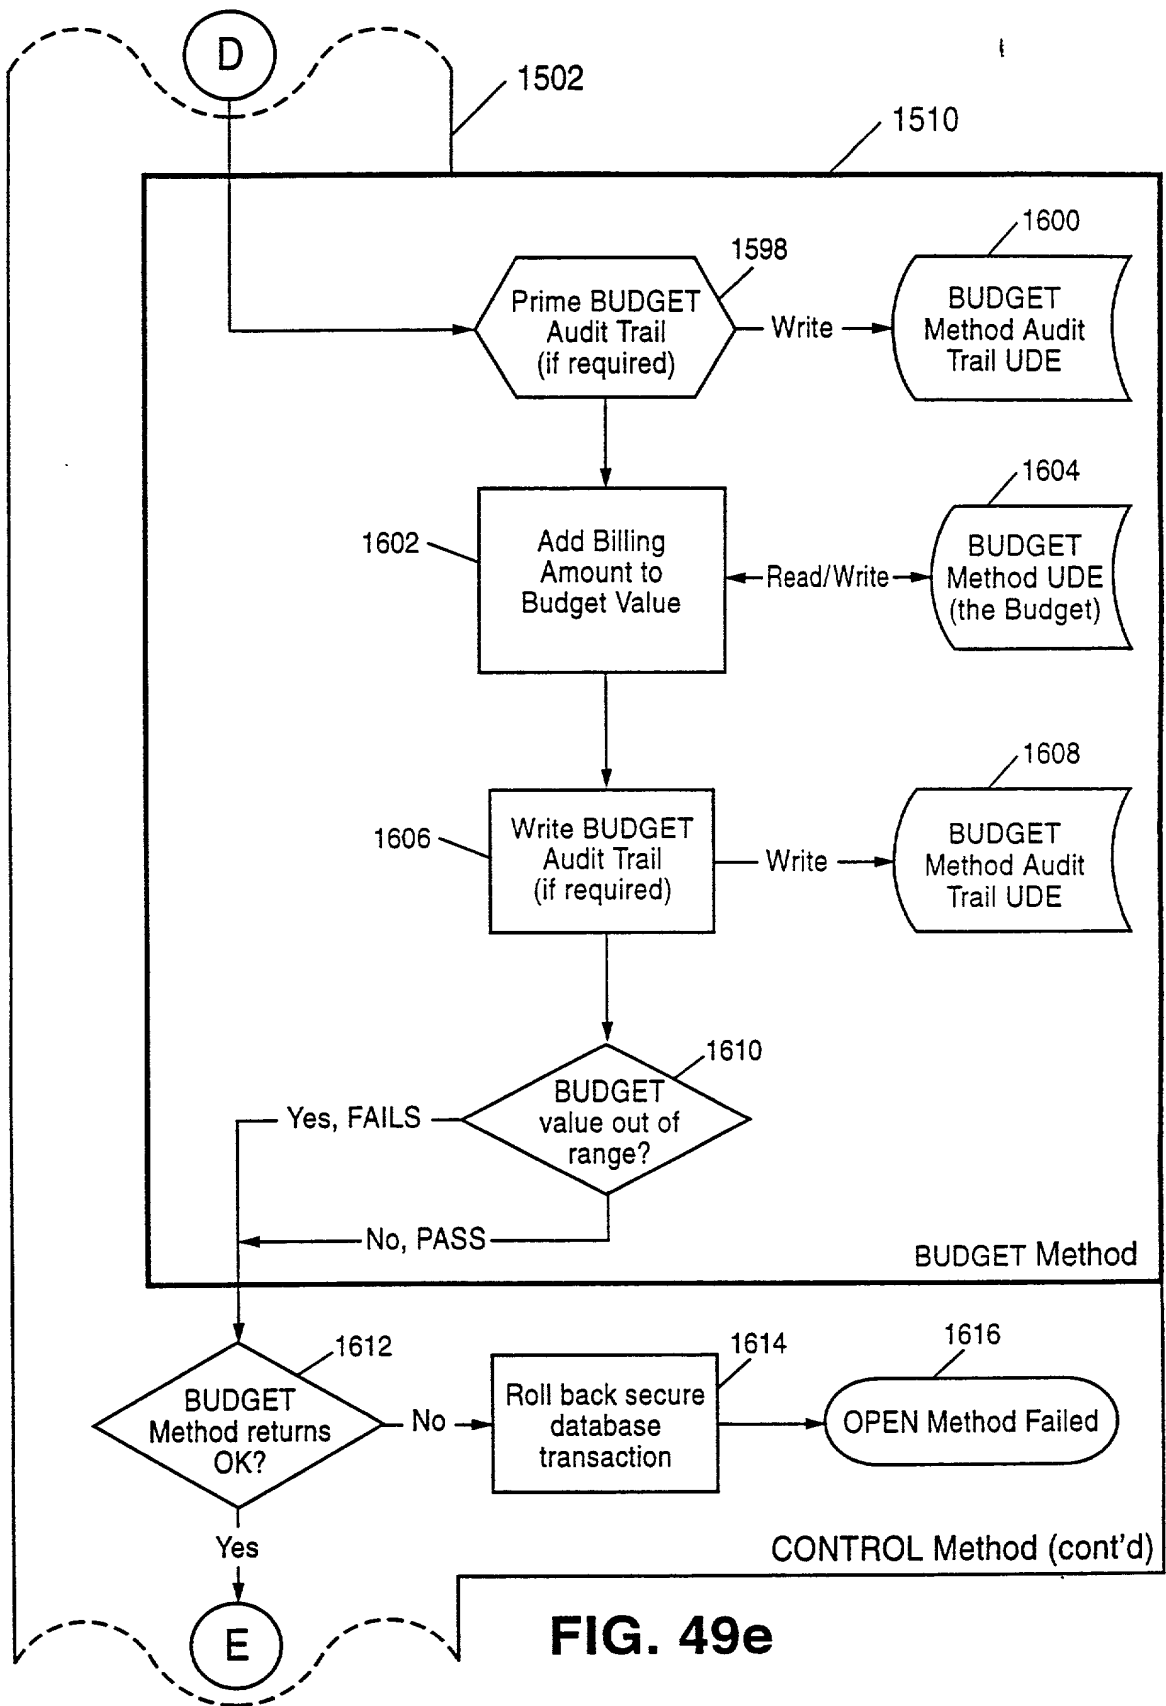 D
1502
1510
1598
1600
Prime BUDGET
Audit Trail
(if required)
Write
BUDGET
Method Audit
Trail UDE
1602
Add Billing
Amount to
Budget Value
Read/Write
1604
BUDGET
Method UDE
(the Budget)
1606
Write BUDGET
Audit Trail
(if required)
Write
1608
BUDGET
Method Audit
Trail UDE
1610
BUDGET
value out of
range?
Yes, FAILS
No, PASS
BUDGET Method
1612
BUDGET
Method returns
OK?
No
1614
Roll back secure
database
transaction
1616
OPEN Method Failed
Yes
CONTROL Method (cont'd)
E
FIG. 49e